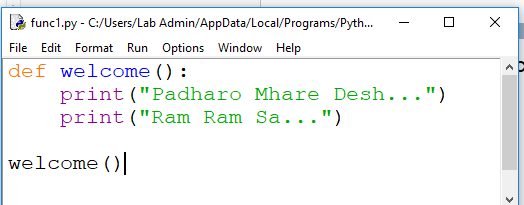 func1.py - C:/Users/Lab Admin/AppData/Local/Programs/Pyth...
File Edit Format Run Options Window Help
def welcome():
    print("Padharo Mhare Desh...")
    print("Ram Ram Sa...")
welcome()